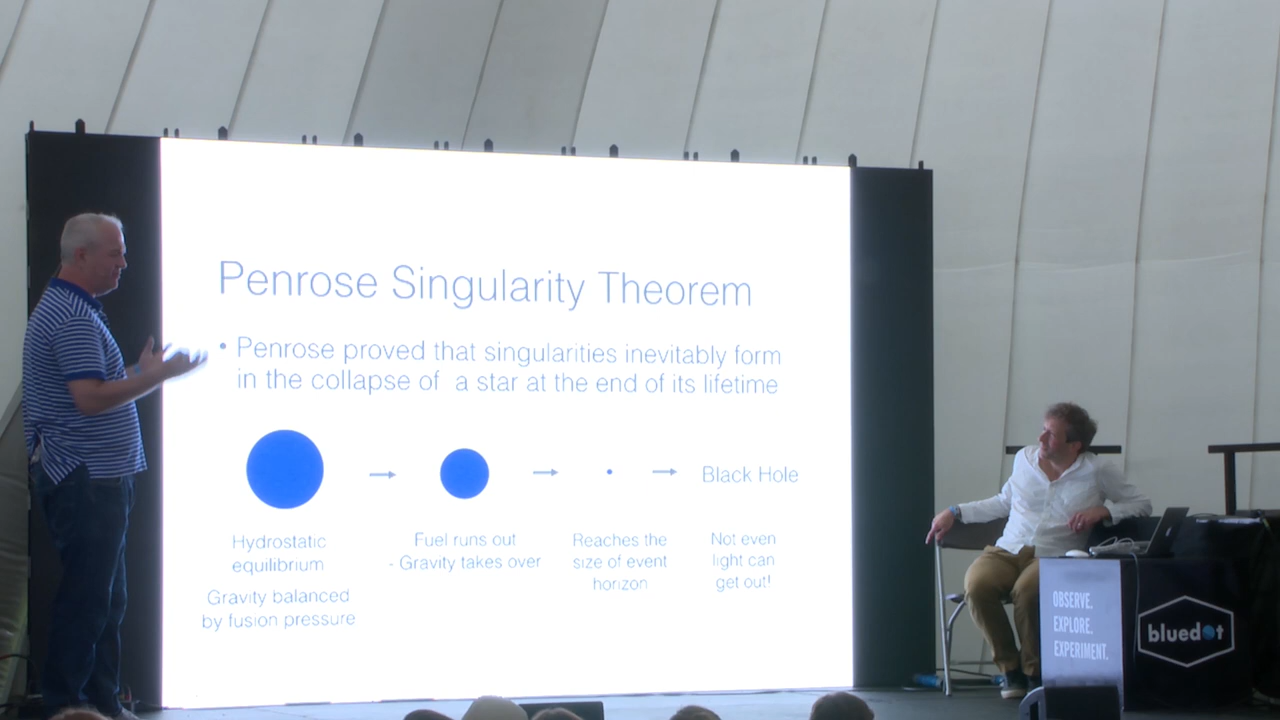 Penrose Singularity Theorem
• Penrose proved that singularities inevitably form
in the collapse of a star at the end of its lifetime
Black Hole
Hydrostatic
equilibrium
Gravity balanced
by fusion pressure
Fuel runs out
- Gravity takes over
Reaches the
size of event
horizon
Not even
light can
get out!
OBSERVE.
EXPLORE.
EXPERIMENT.
bluedot